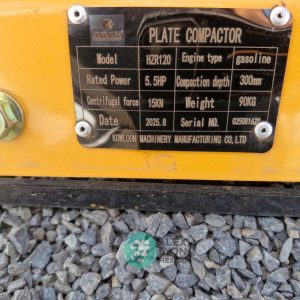 PLATE COMPACTOR
Model HZR120 Engine type gasoline
Rated Power 5.5HP Compaction depth 300mm
Centrifugal force 15KN Weight 90KG
Date 2025.8 Serial NO.
KOWLOON MACHINERY MANUFACTURING CO,LTD